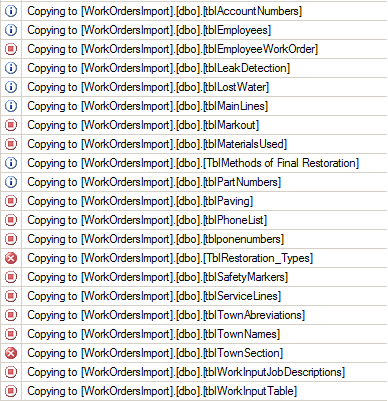 Copying to [WorkOrdersImport].[dbo].[tblAccountNumbers]
Copying to [WorkOrdersImport].[dbo].[tblEmployees]
Copying to [WorkOrdersImport].[dbo].[tblEmployeeWorkOrder]
Copying to [WorkOrdersImport].[dbo].[tblLeakDetection]
Copying to [WorkOrdersImport].[dbo].[tblLostWater]
Copying to [WorkOrdersImport].[dbo].[tblMainLines]
Copying to [WorkOrdersImport].[dbo].[tblMarkout]
Copying to [WorkOrdersImport].[dbo].[tblMaterialsUsed]
Copying to [WorkOrdersImport].[dbo].[TblMethods of Final Restoration]
Copying to [WorkOrdersImport].[dbo].[tblPartNumbers]
Copying to [WorkOrdersImport].[dbo].[tblPaving]
Copying to [WorkOrdersImport].[dbo].[tblPhoneList]
Copying to [WorkOrdersImport].[dbo].[tblponenumbers]
Copying to [WorkOrdersImport].[dbo].[TblRestoration_Types]
Copying to [WorkOrdersImport].[dbo].[tblSafetyMarkers]
Copying to [WorkOrdersImport].[dbo].[tblServiceLines]
Copying to [WorkOrdersImport].[dbo].[tblTownAbreviations]
Copying to [WorkOrdersImport].[dbo].[tblTownNames]
Copying to [WorkOrdersImport].[dbo].[tblTownSection]
Copying to [WorkOrdersImport].[dbo].[tblWorkInputJobDescriptions]
Copying to [WorkOrdersImport].[dbo].[tblWorkInputTable]